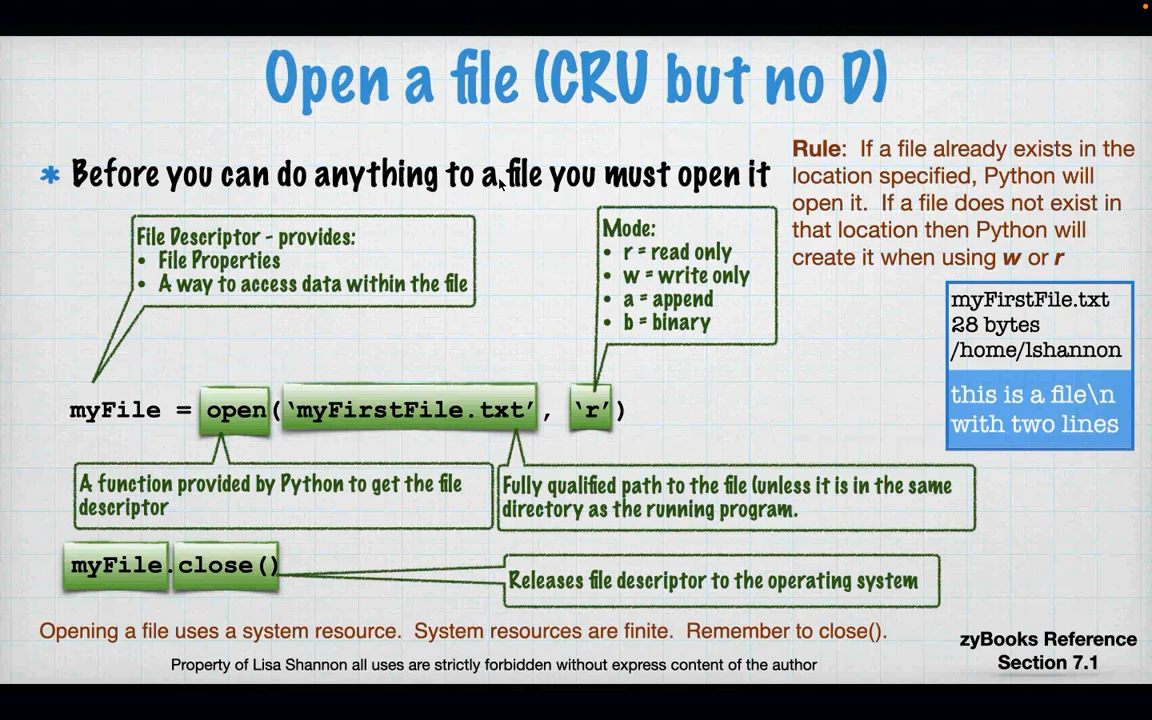 Open a file (CRU but no D)
* Before you can do anything to a file you must open it
Rule: If a file already exists in the
location specified, Python will
open it. If a file does not exist in
that location then Python will
create it when using w or r
File Descriptor - provides:
• File Properties
• A way to access data within the file
Mode:
• r = read only
• w = write only
• a = append
• b = binary
myFirstFile.txt
28 bytes
/home/lshannon
this is a file\n
with two lines
myFile = open(‘myFirstFile.txt’, ‘r’)
A function provided by Python to get the file
descriptor
Fully qualified path to the file (unless it is in the same
directory as the running program.
myFile.close()
Releases file descriptor to the operating system
Opening a file uses a system resource. System resources are finite. Remember to close().
zyBooks Reference
Section 7.1
Property of Lisa Shannon all uses are strictly forbidden without express content of the author